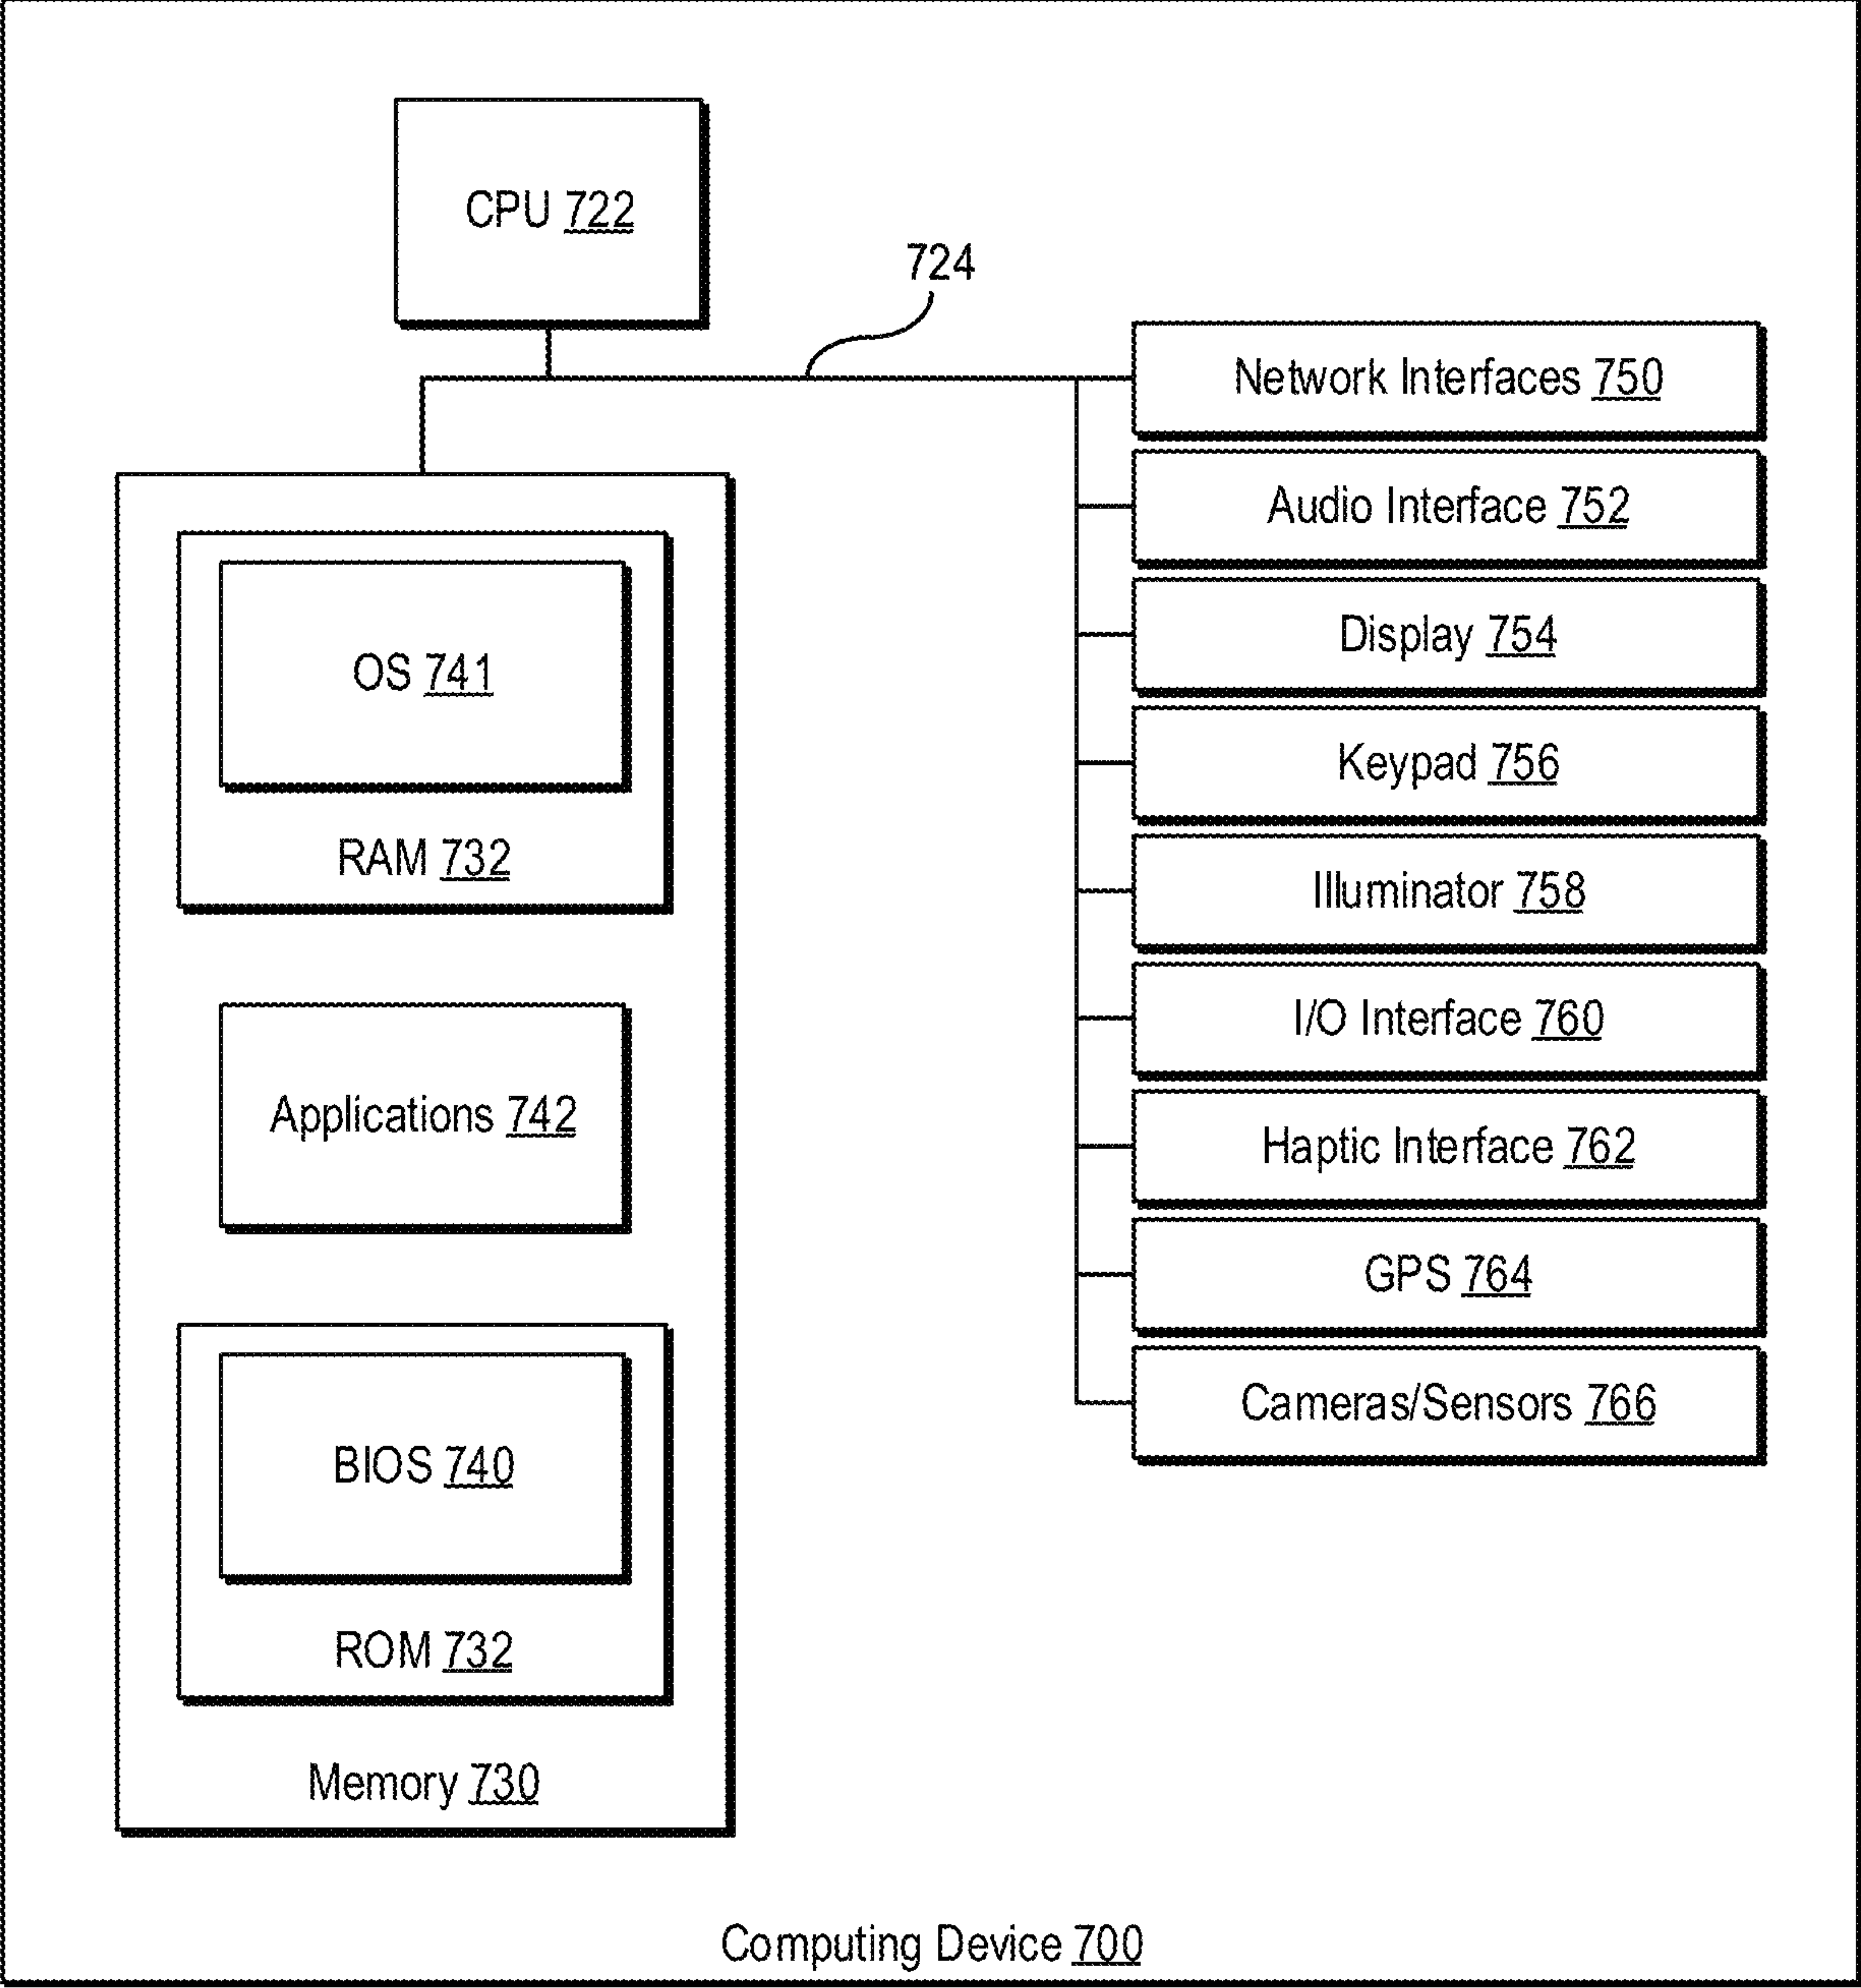 CPU 722
724
Network Interfaces 750
Audio Interface 752
Display 754
Keypad 756
Illuminator 758
I/O Interface 760
Haptic Interface 762
GPS 764
Cameras/Sensors 766
OS 741
RAM 732
Applications 742
BIOS 740
ROM 732
Memory 730
Computing Device 700